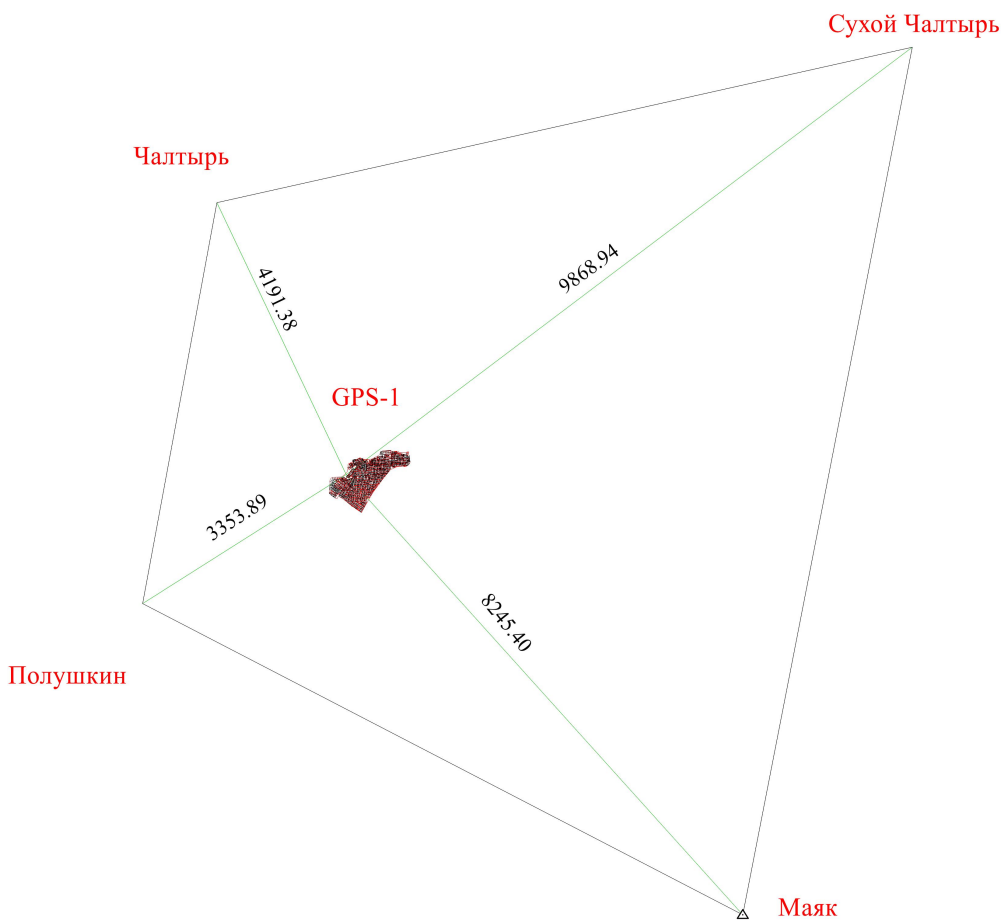 Сухой Чалтырь
Чалтырь
9868.94
4191.38
GPS-1
3353.89
8245.40
Полушкин
Маяк